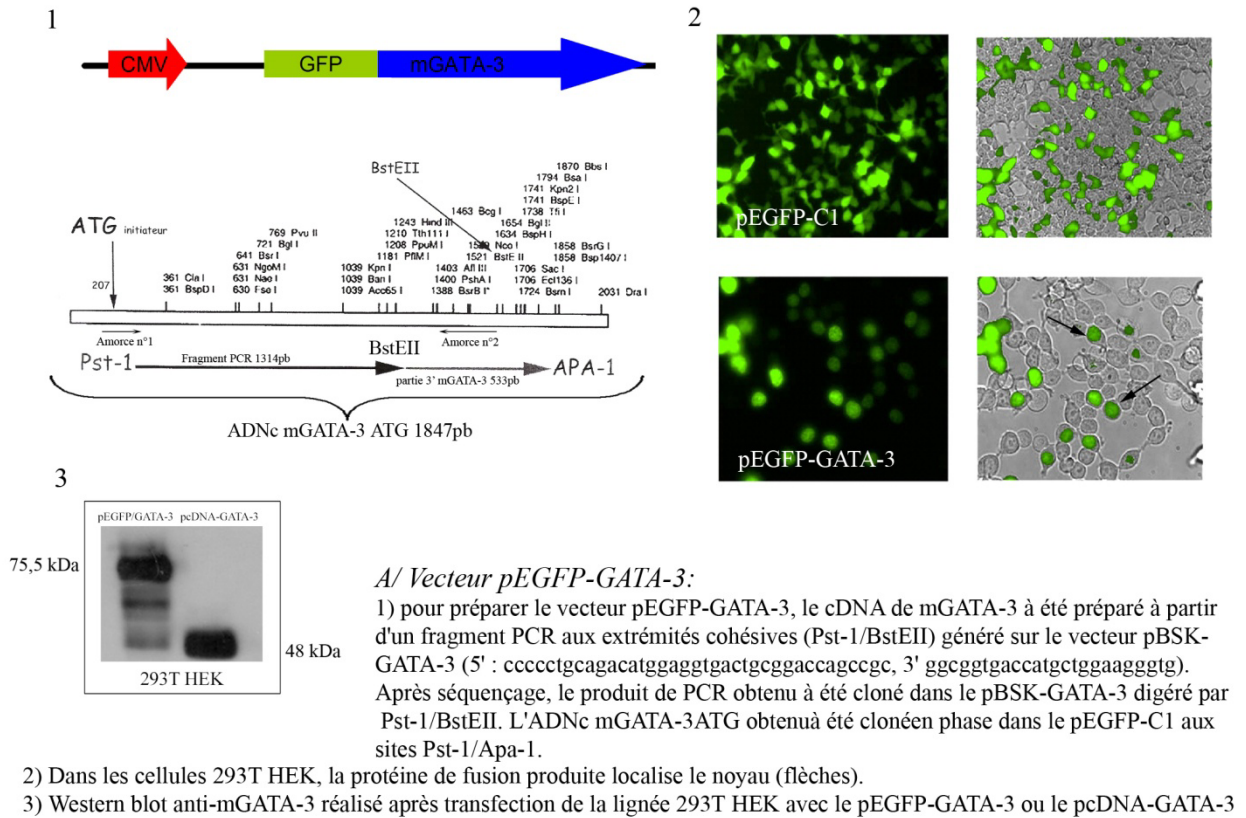 1
CMV
GFP
mGATA-3
BstEII
1870 Bbs I
1794 Bsa I
1741 Kpn2 I
1741 BspE I
1738 Tfi I
1463 Bcg I
1654 Bgl I
1634 BspH I
769 Pvu II
721 Bgl I
1243 Hind III
1210 Tth111 I
Nco I
1858 BsrG I
641 Bsr I
1208 PpuM I
1521 BstE II
1858 Bsp1407 I
631 NgoM I
1181 PflM I
ATG initiateur
361 Cla I
631 Nae I
1039 Kpn I
1403 Afl III
1706 Sac I
361 BspD I
630 Fse I
1039 Ban I
1400 PshA I
1706 Ecl136 I
207
1039 Acc65 I
1388 BsrB I*
1724 Bsm I
2031 Dra I
Amorce n°1
Amorce n°2
Pst-1
Fragment PCR 1314pb
BstEII
partie 3' mGATA-3 533pb
APA-1
ADNc mGATA-3 ATG 1847pb
2
pEGFP-C1
pEGFP-GATA-3
3
pEGFP/GATA-3 pcDNA-GATA-3
75,5 kDa
48 kDa
293T HEK
A/ Vecteur pEGFP-GATA-3:
1) pour préparer le vecteur pEGFP-GATA-3, le cDNA de mGATA-3 à été préparé à partir
d'un fragment PCR aux extrémités cohésives (Pst-1/BstEII) généré sur le vecteur pBSK-
GATA-3 (5' : cccccctgcagacatggaggtgactgcggaccagccgc, 3' ggcggtgaccatgctggaagggtg).
Après séquençage, le produit de PCR obtenu à été cloné dans le pBSK-GATA-3 digéré par
Pst-1/BstEII. L'ADNc mGATA-3ATG obtenuà été clonéen phase dans le pEGFP-C1 aux
sites Pst-1/Apa-1.
2) Dans les cellules 293T HEK, la protéine de fusion produite localise le noyau (flèches).
3) Western blot anti-mGATA-3 réalisé après transfection de la lignée 293T HEK avec le pEGFP-GATA-3 ou le pcDNA-GATA-3